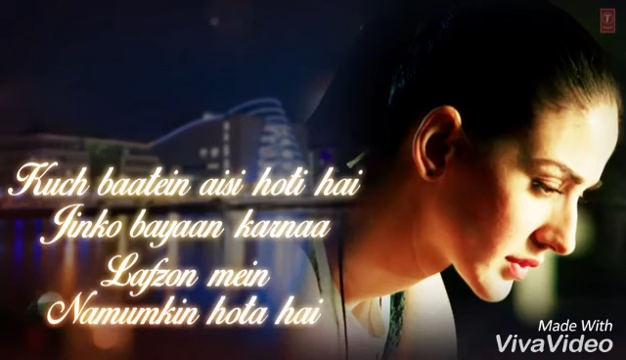 Kuch baatein aisi hoti hai
Jinko bayaan karnaa
Lafzon mein
Namumkin hota hai
Made With
VivaVideo